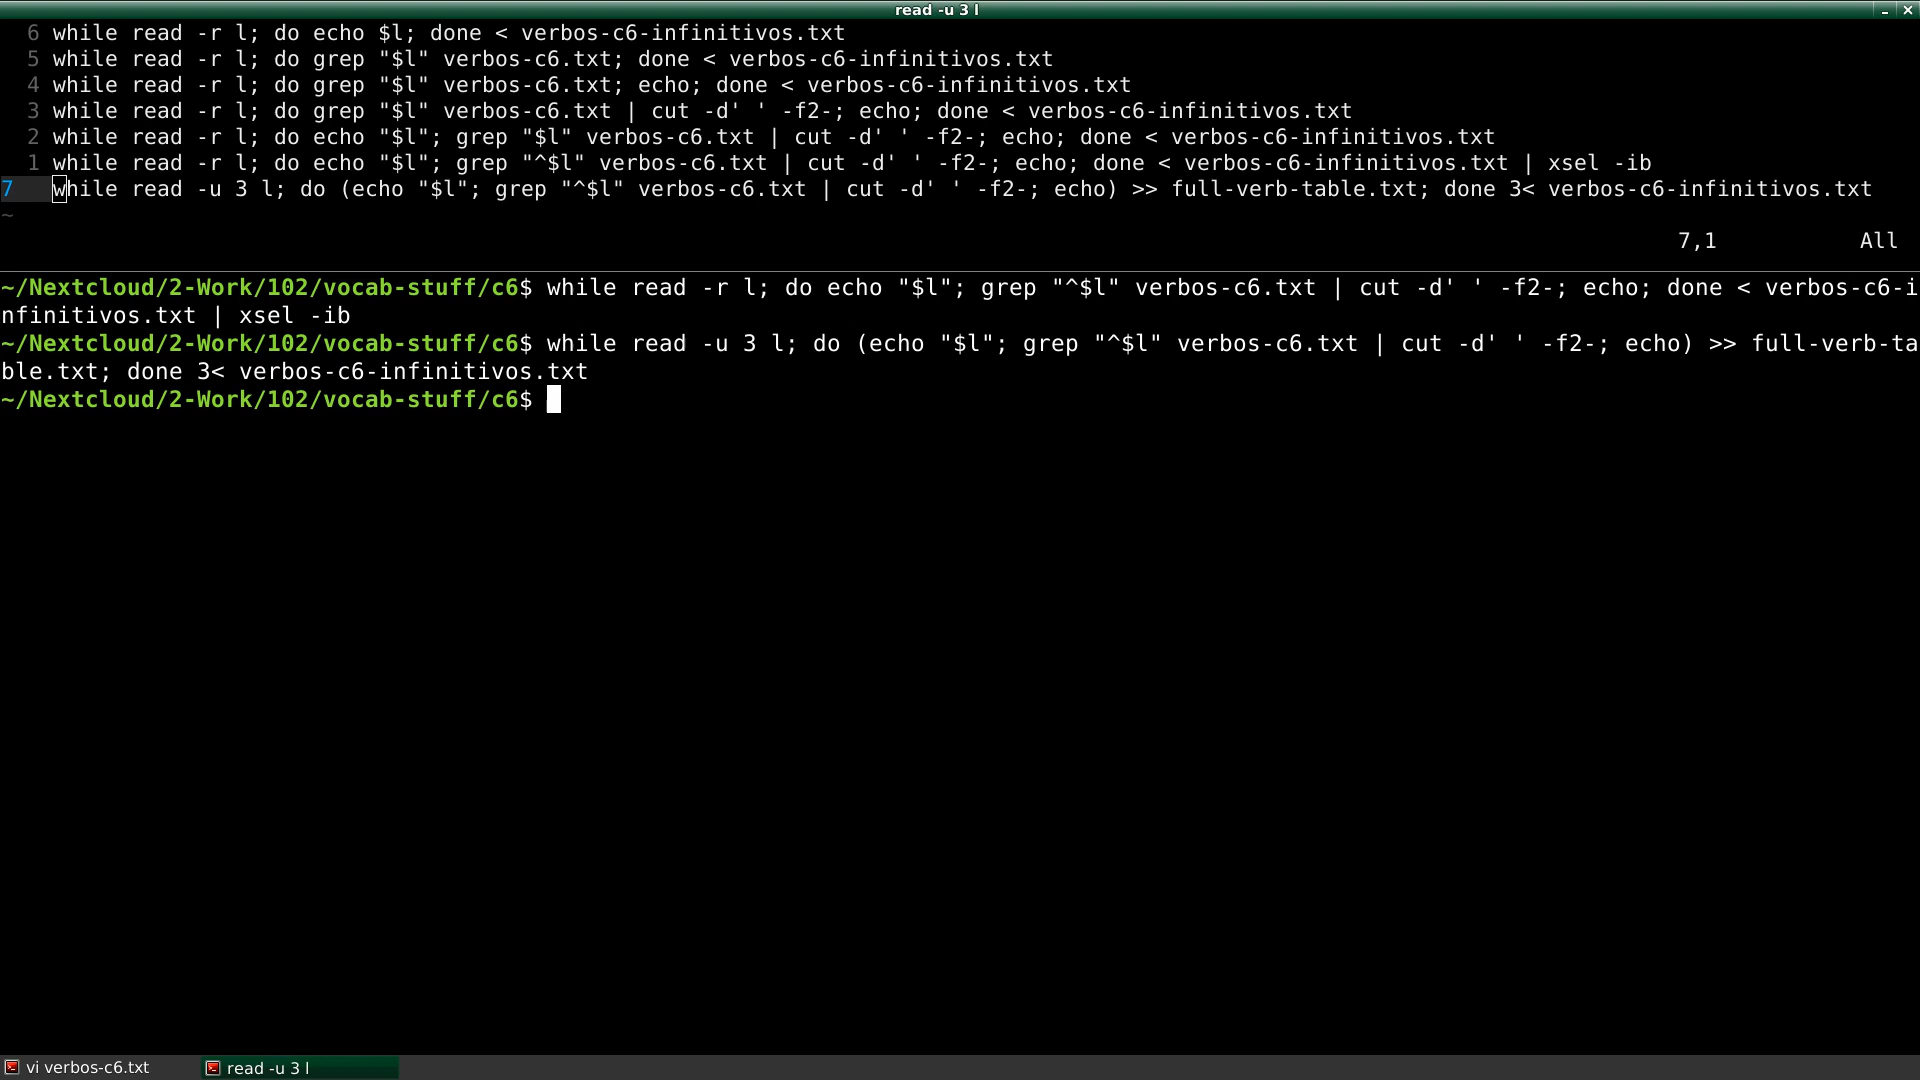 read -u 3 l
6 while read -r l; do echo $l; done < verbos-c6-infinitivos.txt
5 while read -r l; do grep "$l" verbos-c6.txt; done < verbos-c6-infinitivos.txt
4 while read -r l; do grep "$l" verbos-c6.txt; echo; done < verbos-c6-infinitivos.txt
3 while read -r l; do grep "$l" verbos-c6.txt | cut -d' ' -f2-; echo; done < verbos-c6-infinitivos.txt
2 while read -r l; do echo "$l"; grep "$l" verbos-c6.txt | cut -d' ' -f2-; echo; done < verbos-c6-infinitivos.txt
1 while read -r l; do echo "$l"; grep "^$l" verbos-c6.txt | cut -d' ' -f2-; echo; done < verbos-c6-infinitivos.txt | xsel -ib
7 while read -u 3 l; do (echo "$l"; grep "^$l" verbos-c6.txt | cut -d' ' -f2-; echo) >> full-verb-table.txt; done 3< verbos-c6-infinitivos.txt
~
7,1 All
~/Nextcloud/2-Work/102/vocab-stuff/c6$ while read -r l; do echo "$l"; grep "^$l" verbos-c6.txt | cut -d' ' -f2-; echo; done < verbos-c6-i
nfinitivos.txt | xsel -ib
~/Nextcloud/2-Work/102/vocab-stuff/c6$ while read -u 3 l; do (echo "$l"; grep "^$l" verbos-c6.txt | cut -d' ' -f2-; echo) >> full-verb-ta
ble.txt; done 3< verbos-c6-infinitivos.txt
~/Nextcloud/2-Work/102/vocab-stuff/c6$
vi verbos-c6.txt
read -u 3 l